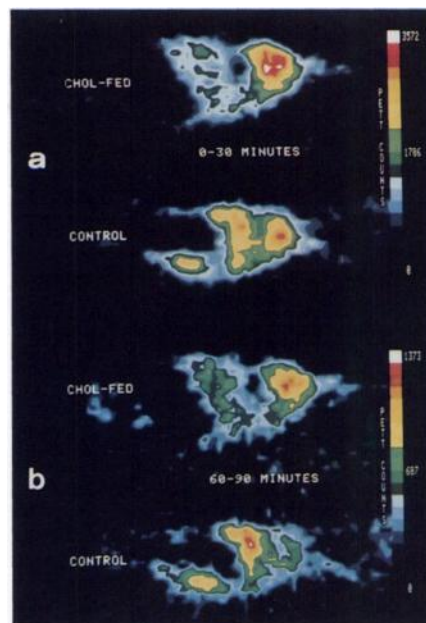 3572
CHOL-FED
PETT COUNTS
1786
a
0-30 MINUTES
CONTROL
0
1373
CHOL-FED
PETT COUNTS
687
b
60-90 MINUTES
CONTROL
0